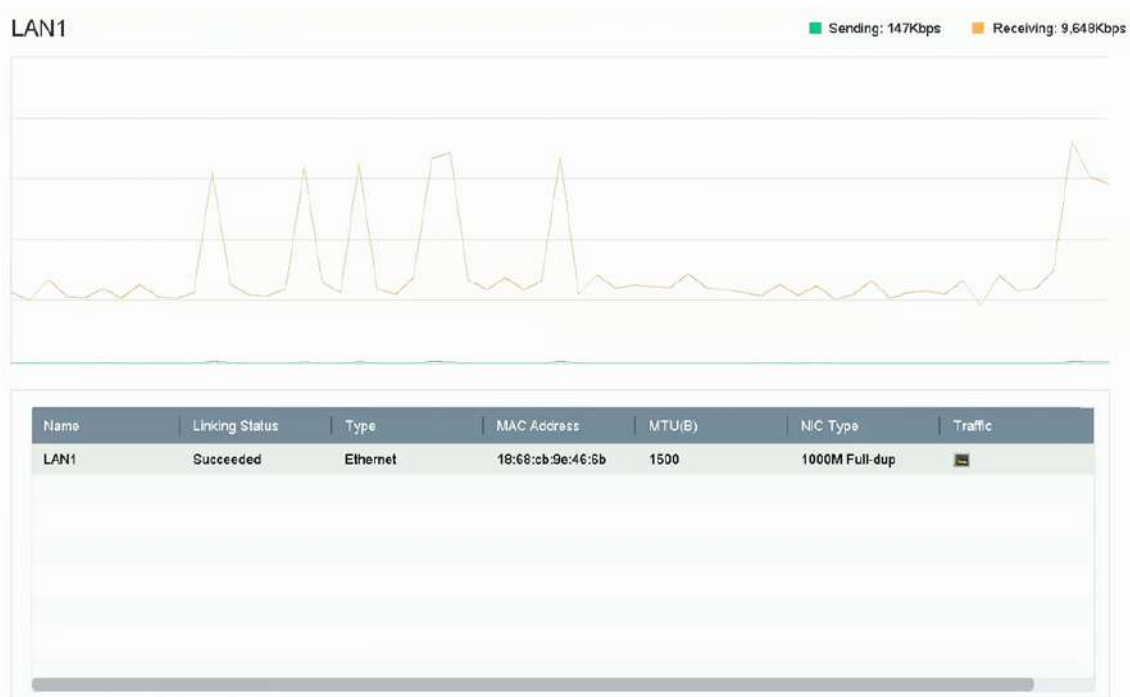 LAN1
Sending: 147Kbps Receiving: 9,648Kbps
Name Linking Status Type MAC Address MTU(B) NIC Type Traffic
LAN1 Succeeded Ethernet 18:68:cb:9e:46:6b 1500 1000M Full-dup